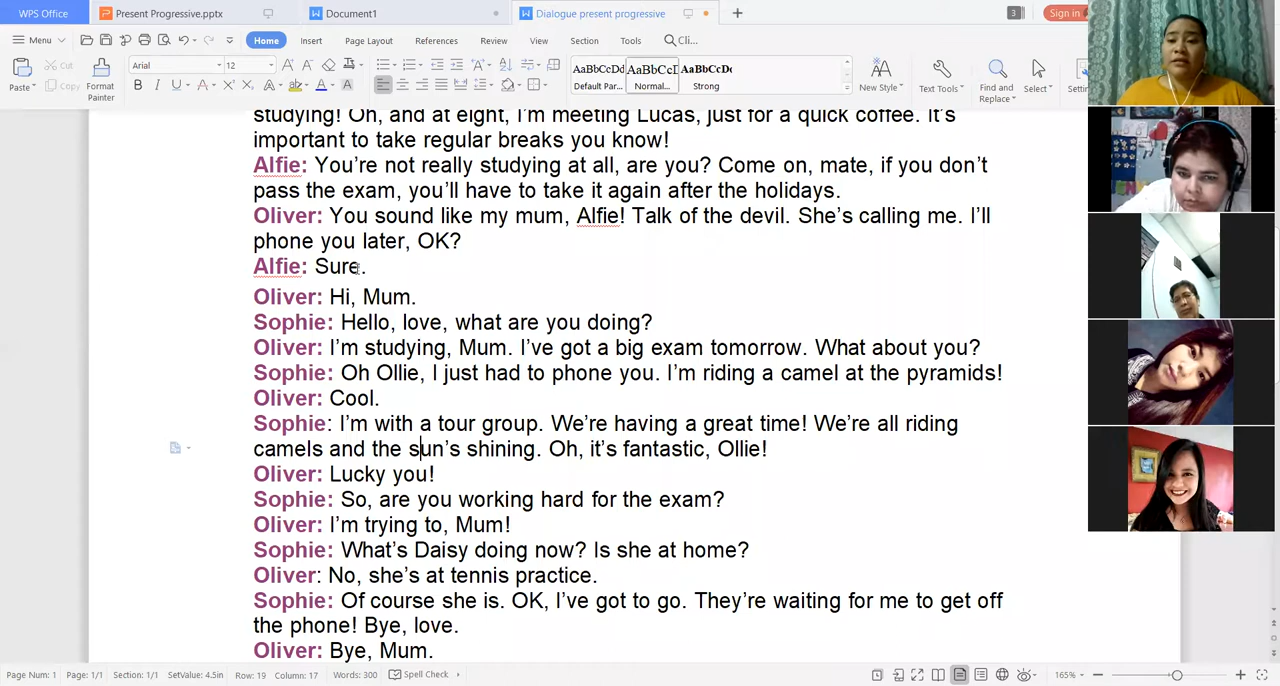 WPS Office
Present Progressive.pptx
Document1
Dialogue present progressive
3
Sign in
Menu
Home
Insert
Page Layout
References
Review
View
Section
Tools
Cli...
Paste
Cut
Copy
Format Painter
Arial
12
AaBbCcDd
AaBbCcD
AaBbCcDc
Default Par...
Normal...
Strong
New Style
Text Tools
Find and Replace
Select
studying! Oh, and at eight, I'm meeting Lucas, just for a quick coffee. It's
important to take regular breaks you know!
Alfie: You're not really studying at all, are you? Come on, mate, if you don't
pass the exam, you'll have to take it again after the holidays.
Oliver: You sound like my mum, Alfie! Talk of the devil. She's calling me. I'll
phone you later, OK?
Alfie: Sure.
Oliver: Hi, Mum.
Sophie: Hello, love, what are you doing?
Oliver: I'm studying, Mum. I've got a big exam tomorrow. What about you?
Sophie: Oh Ollie, I just had to phone you. I'm riding a camel at the pyramids!
Oliver: Cool.
Sophie: I'm with a tour group. We're having a great time! We're all riding
camels and the sun's shining. Oh, it's fantastic, Ollie!
Oliver: Lucky you!
Sophie: So, are you working hard for the exam?
Oliver: I'm trying to, Mum!
Sophie: What's Daisy doing now? Is she at home?
Oliver: No, she's at tennis practice.
Sophie: Of course she is. OK, I've got to go. They're waiting for me to get off
the phone! Bye, love.
Oliver: Bye, Mum.
Page Num: 1
Page: 1/1
Section: 1/1
SetValue: 4.5in
Row: 19
Column: 17
Words: 300
Spell Check
165%